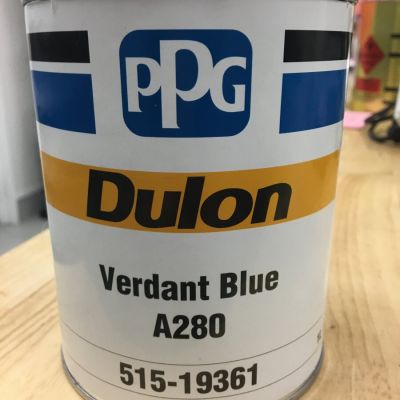 PPG
Dulon
Verdant Blue
A280
515-19361